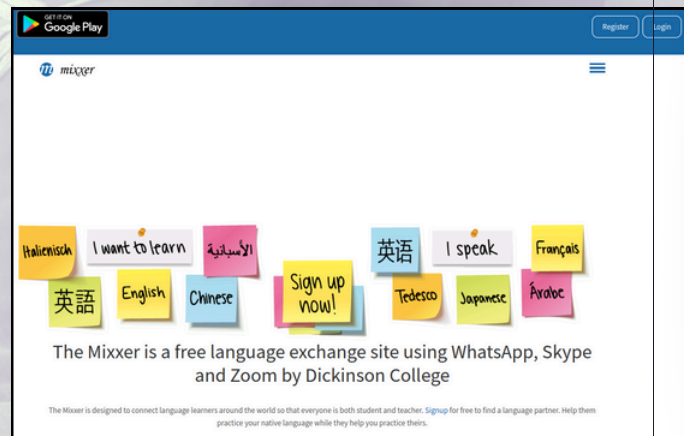 GET IT ON
Google Play
Register
Login
m mixxer
Italienisch
I want to learn
الأسبانية
英語
English
Chinese
Sign up
now!
英语
I speak
Français
Tedesco
Japanese
Árabe
The Mixxer is a free language exchange site using WhatsApp, Skype
and Zoom by Dickinson College
The Mixxer is designed to connect language learners around the world so that everyone is both student and teacher. Signup for free to find a language partner. Help them
practice your native language while they help you practice theirs.